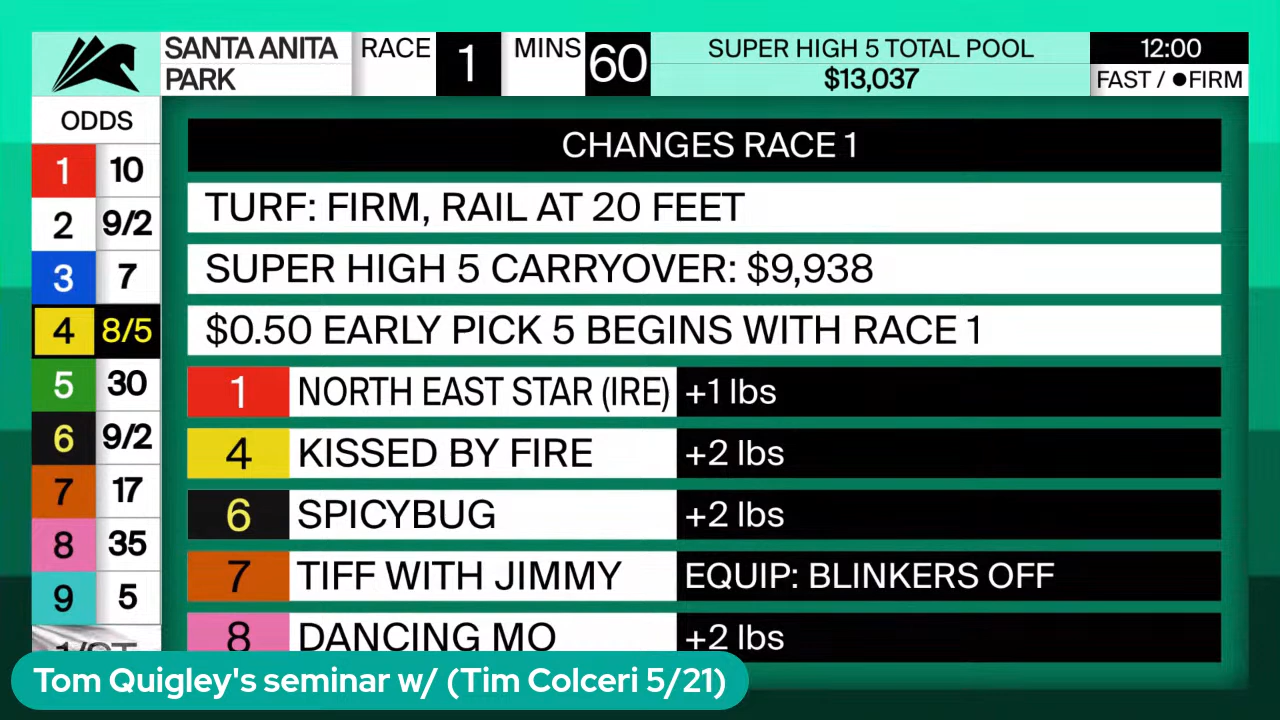 SANTA ANITA PARK
RACE 1
MINS 60
SUPER HIGH 5 TOTAL POOL
$13,037
12:00
FAST / ●FIRM
ODDS
1 10
2 9/2
3 7
4 8/5
5 30
6 9/2
7 17
8 35
9 5
CHANGES RACE 1
TURF: FIRM, RAIL AT 20 FEET
SUPER HIGH 5 CARRYOVER: $9,938
$0.50 EARLY PICK 5 BEGINS WITH RACE 1
1 NORTH EAST STAR (IRE) +1 lbs
4 KISSED BY FIRE +2 lbs
6 SPICYBUG +2 lbs
7 TIFF WITH JIMMY EQUIP: BLINKERS OFF
8 DANCING MO +2 lbs
Tom Quigley's seminar w/ (Tim Colceri 5/21)